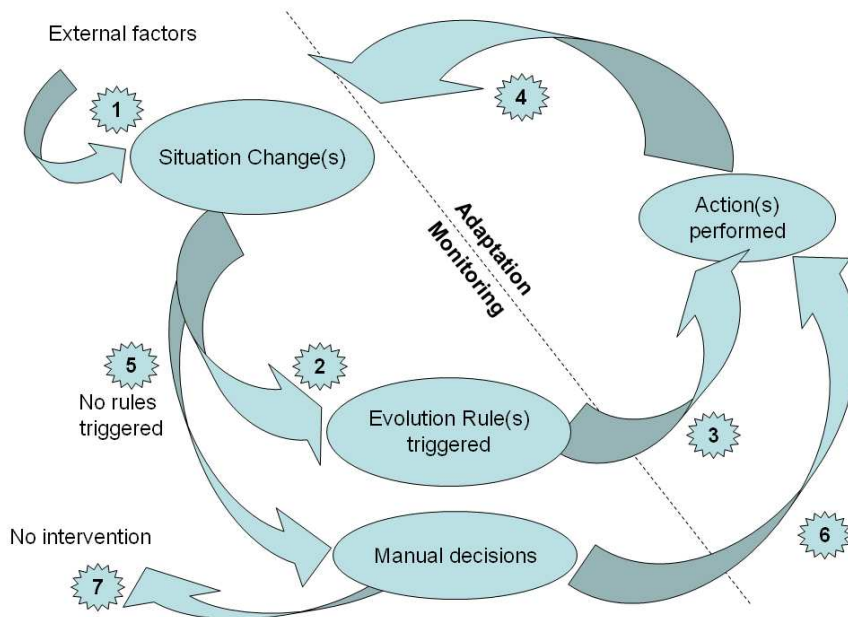 External factors
1
4
Situation Change(s)
Action(s)
performed
Adaptation
Monitoring
5
2
No rules
triggered
Evolution Rule(s)
triggered
3
No intervention
Manual decisions
6
7